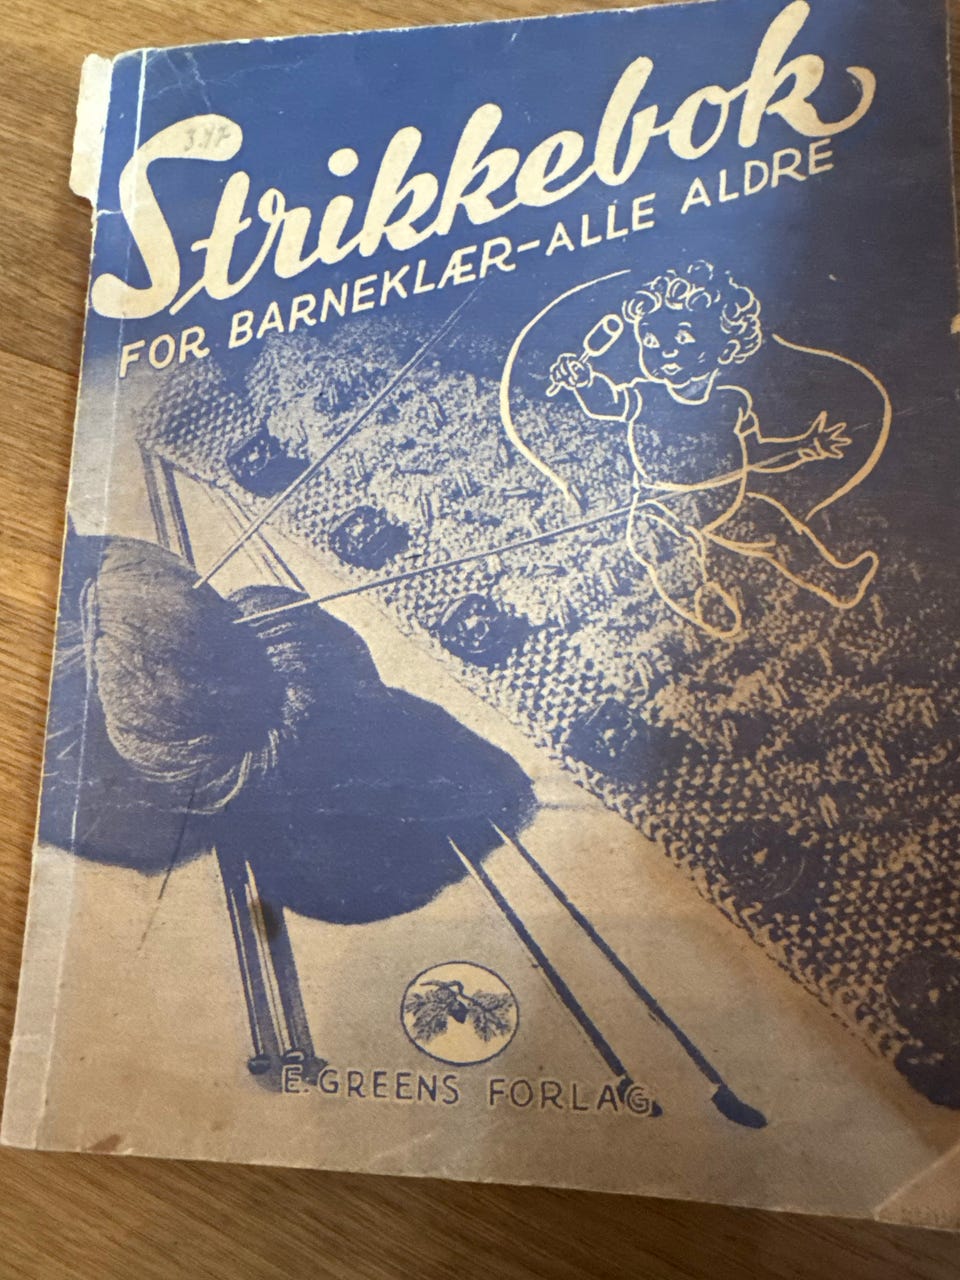 Strikkebok
FOR BARNEKLÆR–ALLE ALDRE
E. GREENS FORLAG